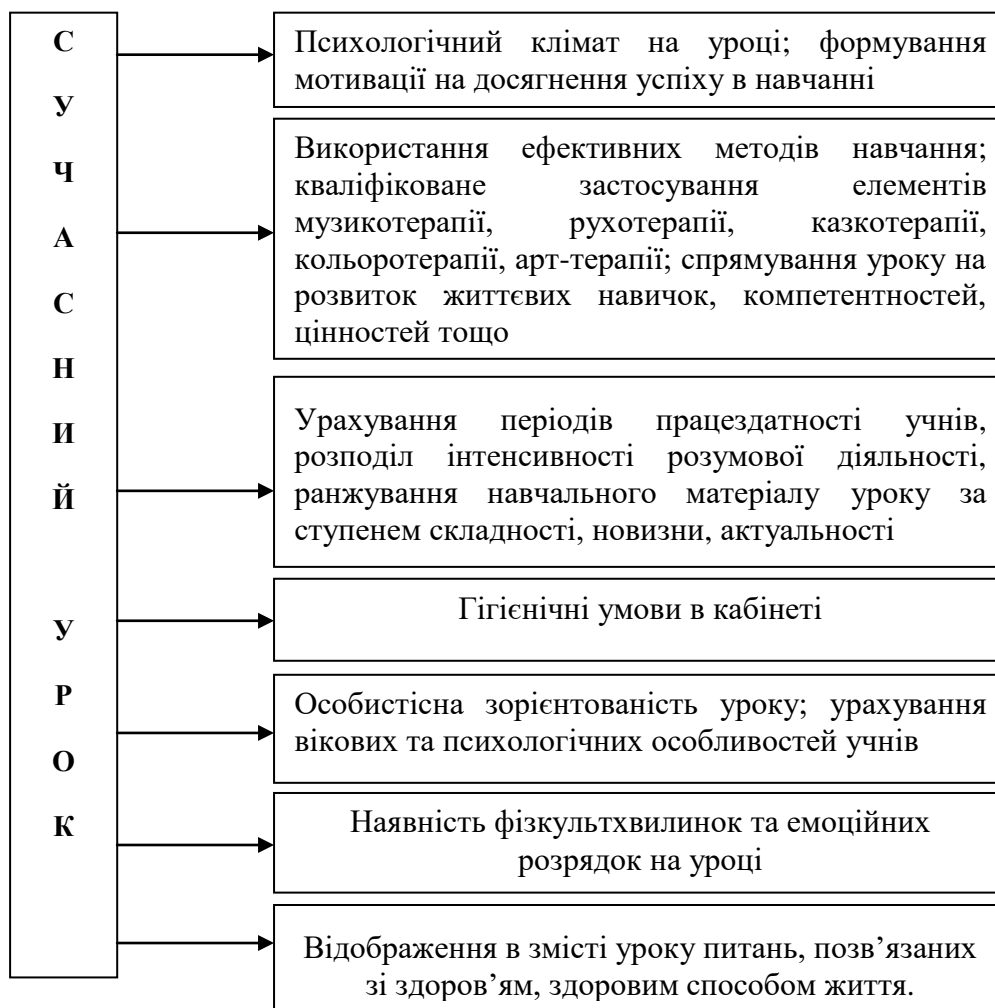 С
У
Ч
А
С
Н
И
Й
У
Р
О
К
Психологічний клімат на уроці; формування
мотивації на досягнення успіху в навчанні
Використання ефективних методів навчання;
кваліфіковане застосування елементів
музикотерапії, рухотерапії, казкотерапії,
кольоротерапії, арт-терапії; спрямування уроку на
розвиток життєвих навичок, компетентностей,
цінностей тощо
Урахування періодів працездатності учнів,
розподіл інтенсивності розумової діяльності,
ранжування навчального матеріалу уроку за
ступенем складності, новизни, актуальності
Гігієнічні умови в кабінеті
Особистісна зорієнтованість уроку; урахування
вікових та психологічних особливостей учнів
Наявність фізкультхвилинок та емоційних
розрядок на уроці
Відображення в змісті уроку питань, позв’язаних
зі здоров’ям, здоровим способом життя.